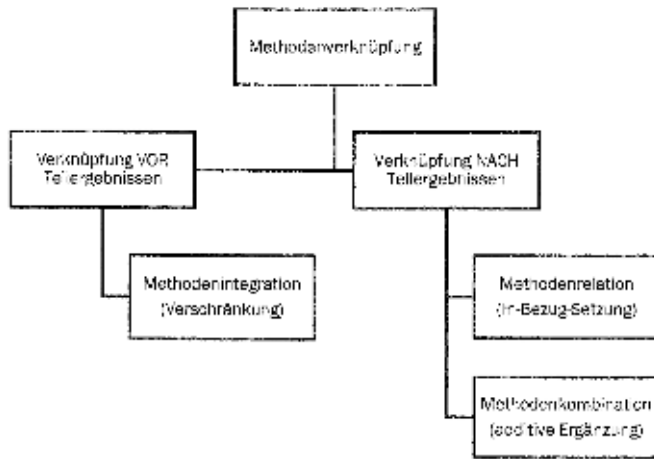 Methodenverknüpfung
Verknüpfung VOR
Teilergebnissen
Verknüpfung NACH
Teilergebnissen
Methodenintegration
(Verschränkung)
Methodenrelation
(In-Bezug-Setzung)
Methodenkombination
(additive Ergänzung)